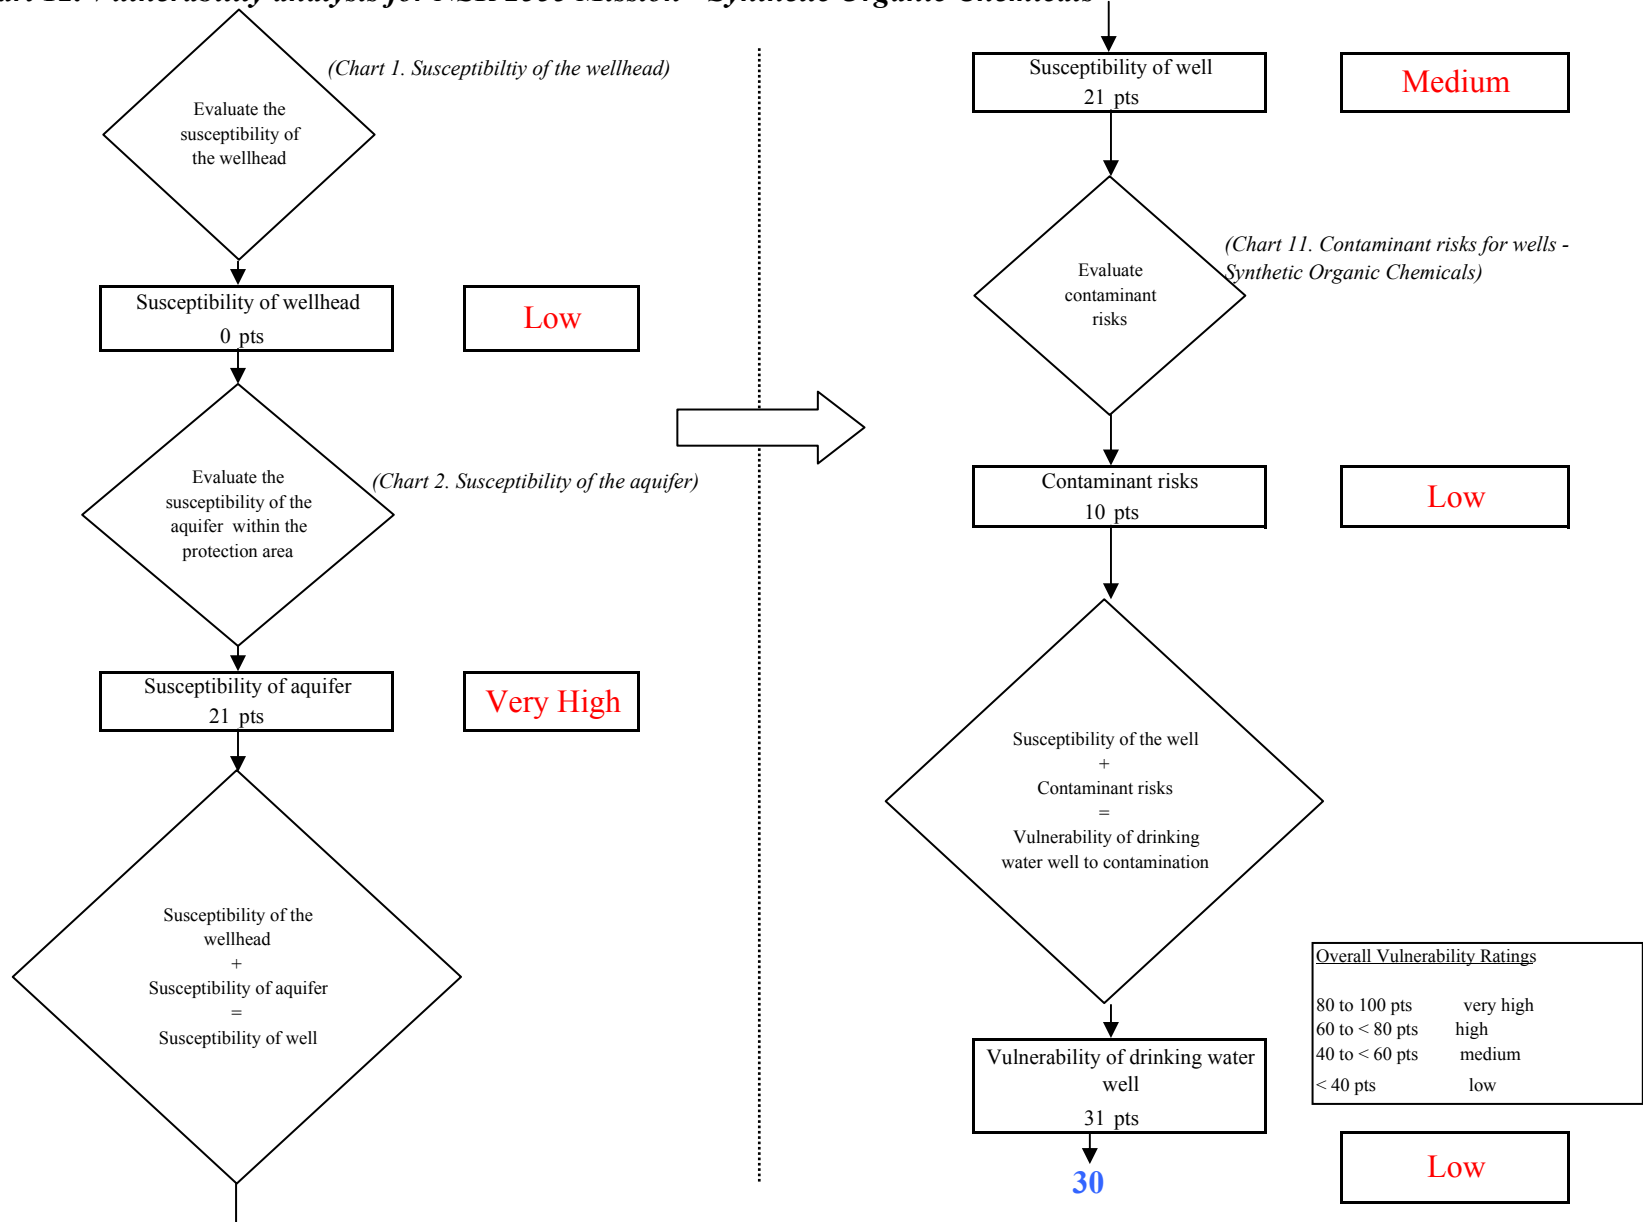 (Chart 1. Susceptibiltiy of the wellhead)
Evaluate the
susceptibility of
the wellhead
Susceptibility of wellhead
0 pts
Low
Evaluate the
susceptibility of the
aquifer within the
protection area
(Chart 2. Susceptibility of the aquifer)
Susceptibility of aquifer
21 pts
Very High
Susceptibility of the
wellhead
+
Susceptibility of aquifer
=
Susceptibility of well
Susceptibility of well
21 pts
Medium
Evaluate
contaminant
risks
(Chart 11. Contaminant risks for wells -
Synthetic Organic Chemicals)
Contaminant risks
10 pts
Low
Susceptibility of the well
+
Contaminant risks
=
Vulnerability of drinking
water well to contamination
Overall Vulnerability Ratings
80 to 100 pts very high
60 to < 80 pts high
40 to < 60 pts medium
< 40 pts low
Vulnerability of drinking water
well
31 pts
30
Low